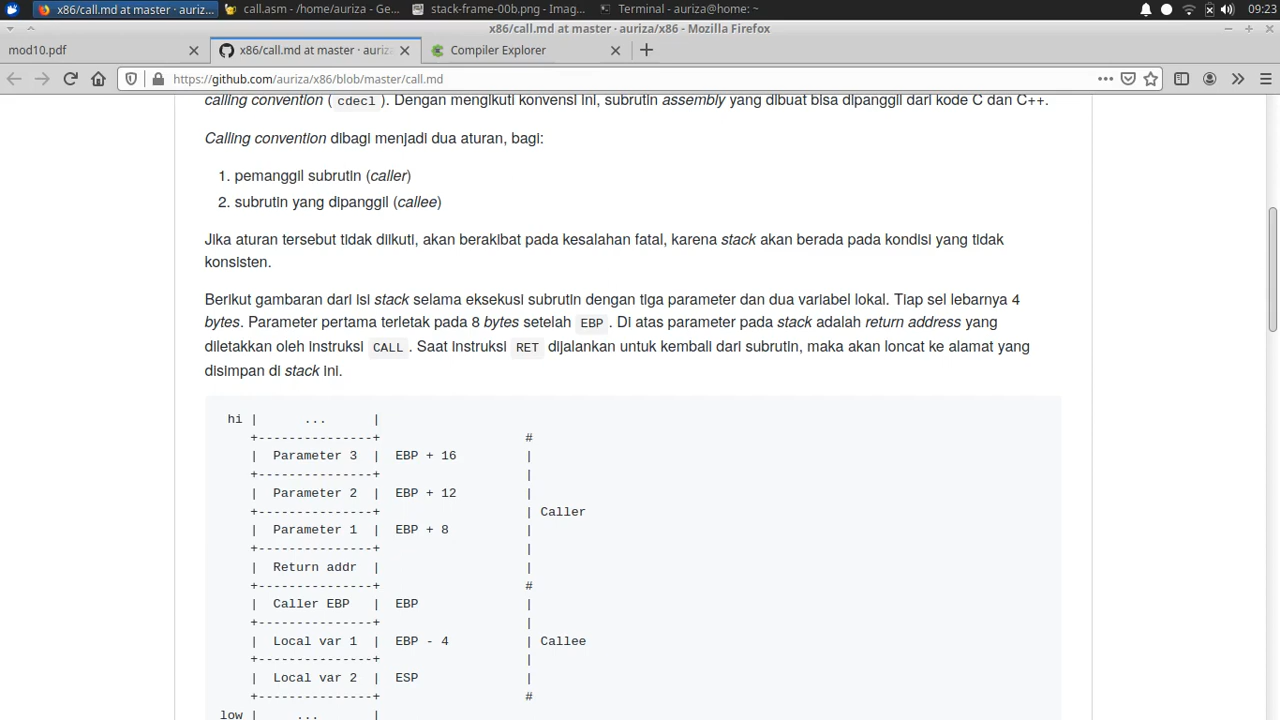 x86/call.md at master · auriz...
call.asm - /home/auriza - Ge...
stack-frame-00b.png - Imag...
Terminal - auriza@home: ~
09:23
x86/call.md at master · auriza/x86 - Mozilla Firefox
mod10.pdf
x86/call.md at master · auriza
Compiler Explorer
https://github.com/auriza/x86/blob/master/call.md
calling convention ( cdecl ). Dengan mengikuti konvensi ini, subrutin assembly yang dibuat bisa dipanggil dari kode C dan C++.
Calling convention dibagi menjadi dua aturan, bagi:
1. pemanggil subrutin (caller)
2. subrutin yang dipanggil (callee)
Jika aturan tersebut tidak diikuti, akan berakibat pada kesalahan fatal, karena stack akan berada pada kondisi yang tidak
konsisten.
Berikut gambaran dari isi stack selama eksekusi subrutin dengan tiga parameter dan dua variabel lokal. Tiap sel lebarnya 4
bytes. Parameter pertama terletak pada 8 bytes setelah EBP . Di atas parameter pada stack adalah return address yang
diletakkan oleh instruksi CALL . Saat instruksi RET dijalankan untuk kembali dari subrutin, maka akan loncat ke alamat yang
disimpan di stack ini.
hi |      ...      |
+---------------+                   #
|  Parameter 3  |  EBP + 16         |
+---------------+                   |
|  Parameter 2  |  EBP + 12         |
+---------------+                   | Caller
|  Parameter 1  |  EBP + 8          |
+---------------+                   |
|  Return addr  |                   |
+---------------+                   #
|  Caller EBP   |  EBP              |
+---------------+                   |
|  Local var 1  |  EBP - 4          | Callee
+---------------+                   |
|  Local var 2  |  ESP              |
+---------------+                   #
low |      ...      |